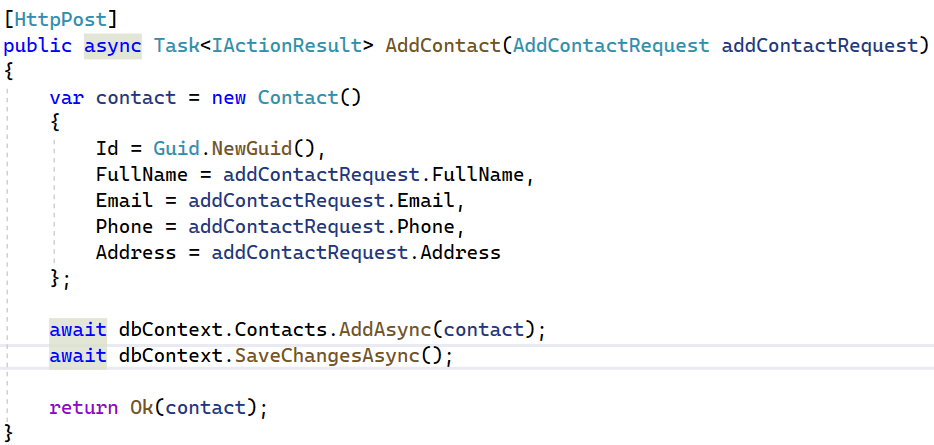 [HttpPost]
public async Task<IActionResult> AddContact(AddContactRequest addContactRequest)
{
    var contact = new Contact()
    {
        Id = Guid.NewGuid(),
        FullName = addContactRequest.FullName,
        Email = addContactRequest.Email,
        Phone = addContactRequest.Phone,
        Address = addContactRequest.Address
    };

    await dbContext.Contacts.AddAsync(contact);
    await dbContext.SaveChangesAsync();

    return Ok(contact);
}